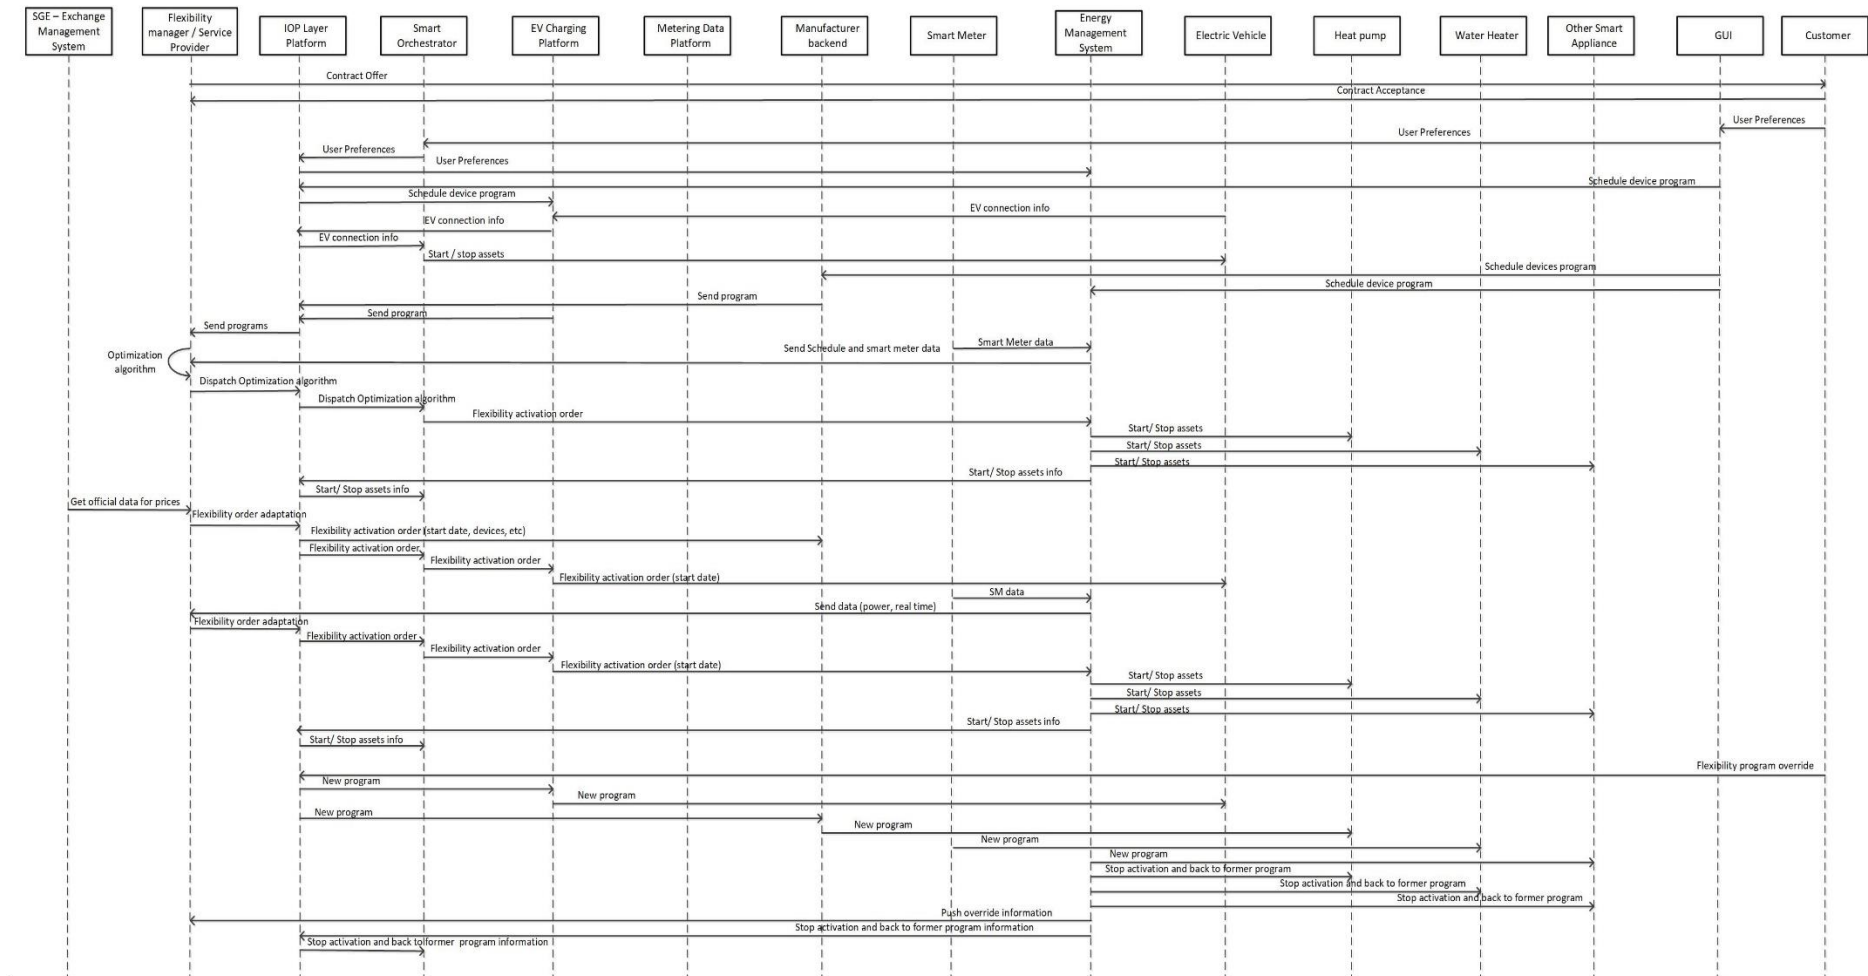 SGE – Exchange
Management
System
Flexibility
manager / Service
Provider
IOP Layer
Platform
Smart
Orchestrator
EV Charging
Platform
Metering Data
Platform
Manufacturer
backend
Smart Meter
Energy
Management
System
Electric Vehicle
Heat pump
Water Heater
Other Smart
Appliance
GUI
Customer
Contract Offer
Contract Acceptance
User Preferences
User Preferences
User Preferences
User Preferences
Schedule device program
Schedule device program
EV connection info
EV connection info
EV connection info
Start / stop assets
Schedule devices program
Schedule device program
Send program
Send program
Send programs
Smart Meter data
Send Schedule and smart meter data
Optimization
algorithm
Dispatch Optimization algorithm
Dispatch Optimization algorithm
Flexibility activation order
Start/ Stop assets
Start/ Stop assets
Start/ Stop assets
Start/ Stop assets info
Start/ Stop assets info
Get official data for prices
Flexibility order adaptation
Flexibility activation order (start date, devices, etc)
Flexibility activation order
Flexibility activation order
Flexibility activation order (start date)
SM data
Send data (power, real time)
Flexibility order adaptation
Flexibility activation order
Flexibility activation order
Flexibility activation order (start date)
Start/ Stop assets
Start/ Stop assets
Start/ Stop assets
Start/ Stop assets info
Start/ Stop assets info
Flexibility program override
New program
New program
New program
New program
New program
New program
Stop activation and back to former program
Stop activation and back to former program
Stop activation and back to former program
Push override information
Stop activation and back to former program information
Stop activation and back to former program information